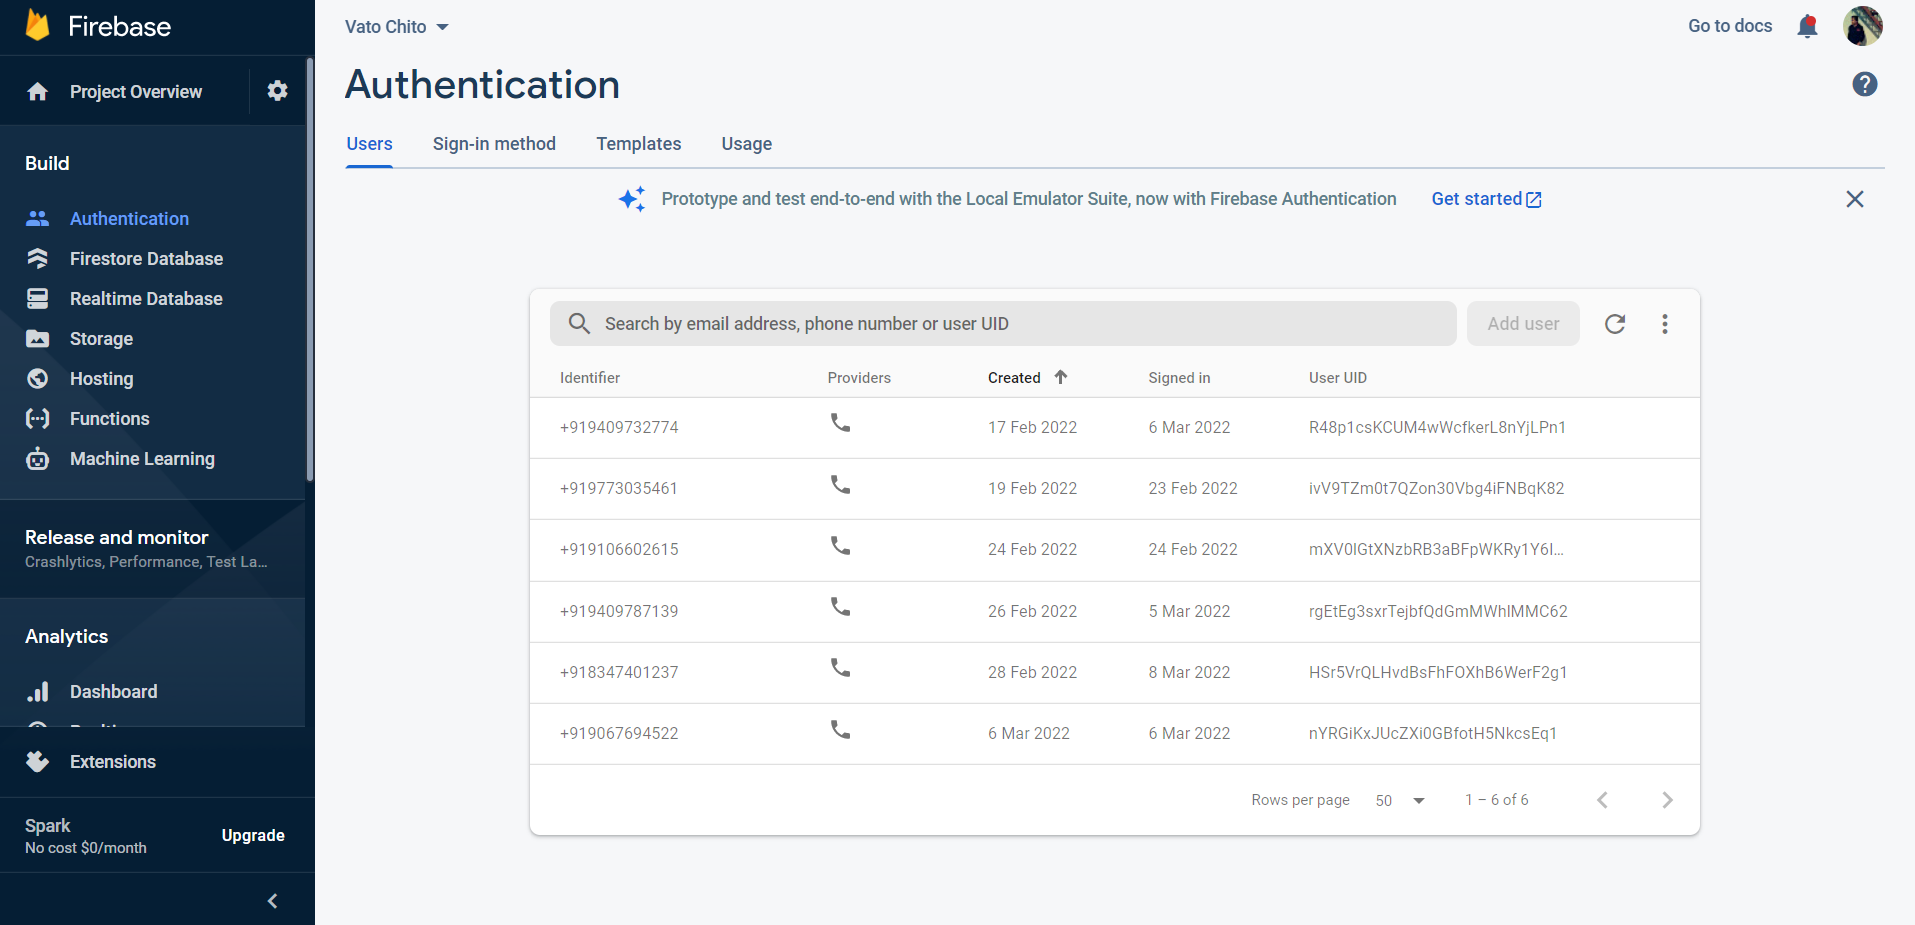 Firebase
Project Overview
Build
Authentication
Firestore Database
Realtime Database
Storage
Hosting
Functions
Machine Learning
Release and monitor
Crashlytics, Performance, Test La...
Analytics
Dashboard
Extensions
Spark
No cost $0/month
Upgrade
Vato Chito
Go to docs
Authentication
Users Sign-in method Templates Usage
Prototype and test end-to-end with the Local Emulator Suite, now with Firebase Authentication Get started
Search by email address, phone number or user UID Add user
Identifier Providers Created Signed in User UID
+919409732774 17 Feb 2022 6 Mar 2022 R48p1csKCUM4wWcfkerL8nYjLPn1
+919773035461 19 Feb 2022 23 Feb 2022 ivV9TZm0t7QZon30Vbg4iFNBqK82
+919106602615 24 Feb 2022 24 Feb 2022 mXV0lGtXNzbRB3aBFpWKRy1Y6I...
+919409787139 26 Feb 2022 5 Mar 2022 rgEtEg3sxrTejbfQdGmMWhlMMC62
+918347401237 28 Feb 2022 8 Mar 2022 HSr5VrQLHvdBsFhFOXhB6WerF2g1
+919067694522 6 Mar 2022 6 Mar 2022 nYRGiKxJUcZXi0GBfotH5NkcsEq1
Rows per page 50 1 – 6 of 6